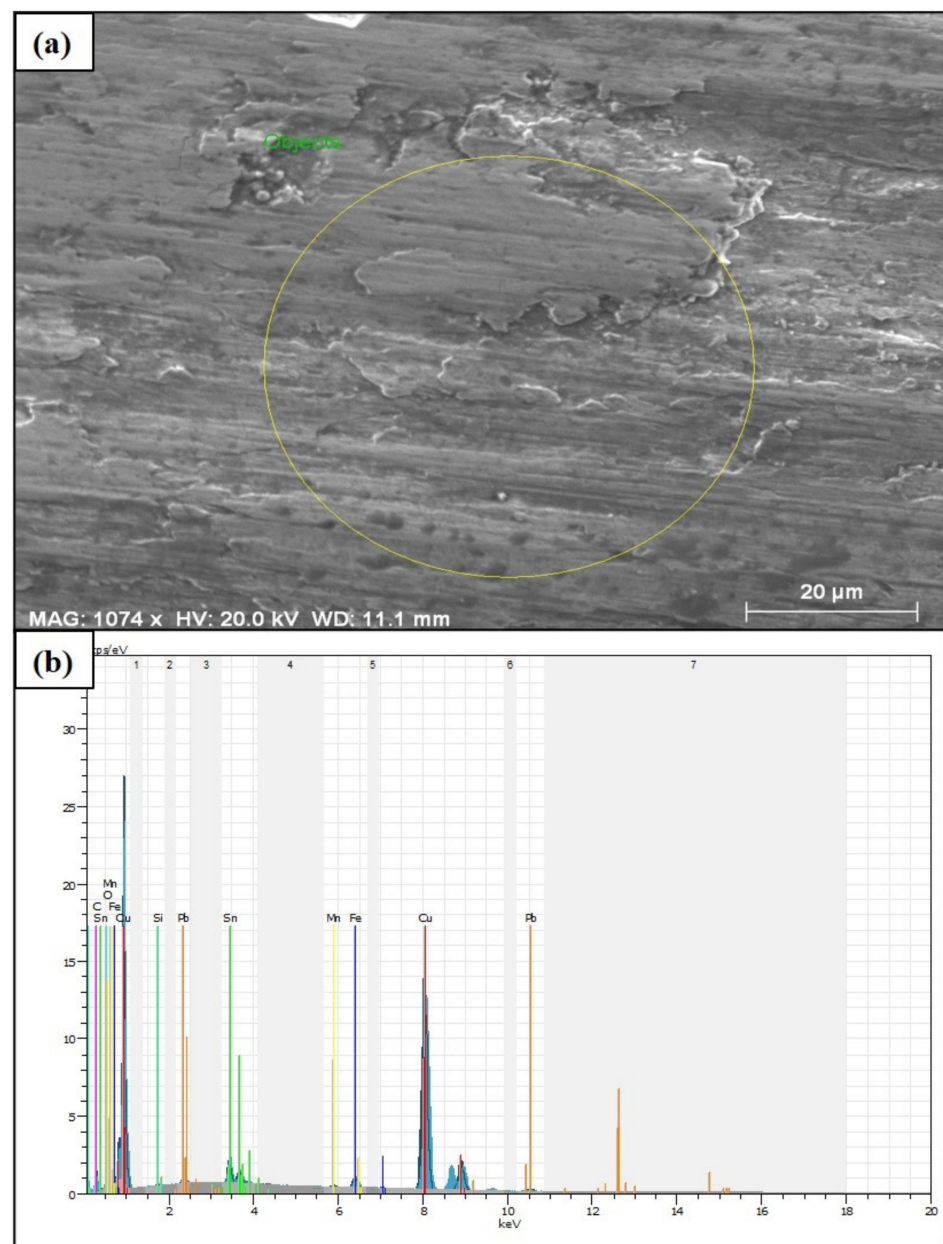 (a)
Objects
20 µm
MAG: 1074 x HV: 20.0 kV WD: 11.1 mm
(b)
cps/eV
1 2 3 4 5 6 7
30
25
20
15
10
5
0
Mn
O
C
Sn Fe Cu Si Pb Sn Mn Fe Cu Pb
2 4 6 8 10 12 14 16 18 20
keV